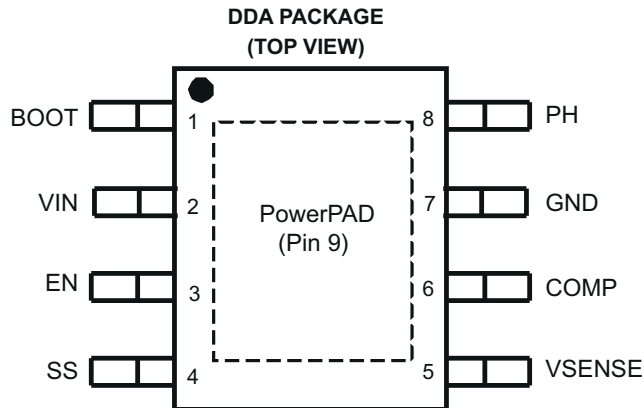 DDA PACKAGE
(TOP VIEW)
BOOT 1 8 PH
VIN 2 7 GND
PowerPAD
(Pin 9)
EN 3 6 COMP
SS 4 5 VSENSE